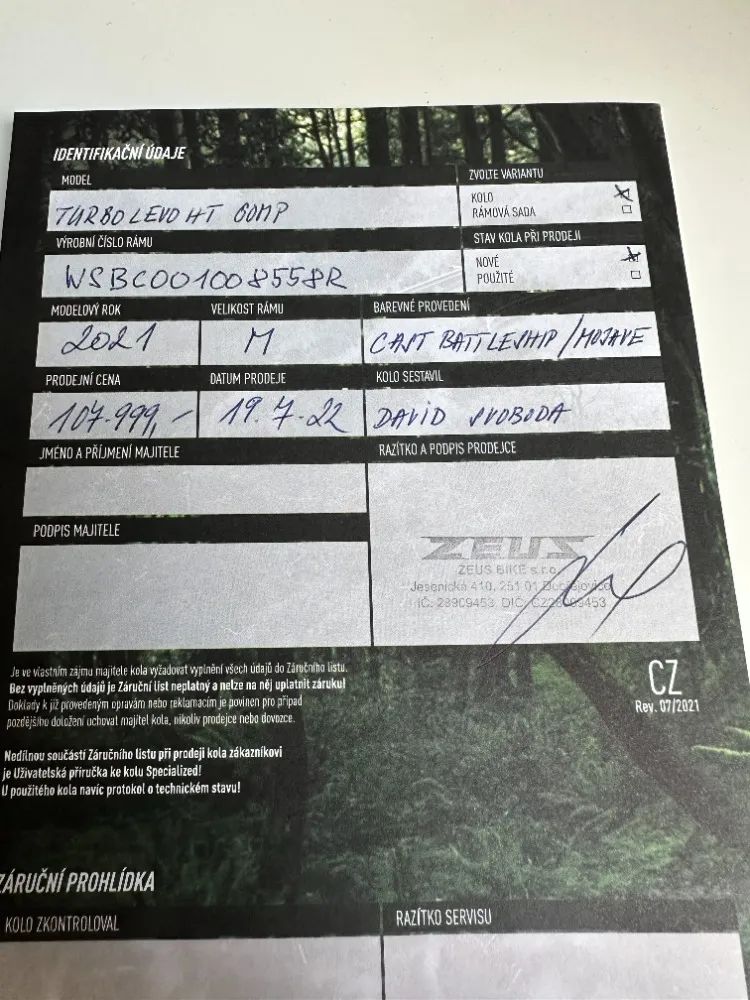 IDENTIFIKAČNÍ ÚDAJE
MODEL
TURBO LEVO HT COMP
ZVOLTE VARIANTU
KOLO
RÁMOVÁ SADA
VÝROBNÍ ČÍSLO RÁMU
WSBC001008558R
STAV KOLA PŘI PRODEJI
NOVÉ
POUŽITÉ
MODELOVÝ ROK
2021
VELIKOST RÁMU
M
BAREVNÉ PROVEDENÍ
CAST BATTLESHIP/MOJAVE
PRODEJNÍ CENA
107.999,-
DATUM PRODEJE
19.7.22
KOLO SESTAVIL
DAVID SVOBODA
JMÉNO A PŘÍJMENÍ MAJITELE
RAZÍTKO A PODPIS PRODEJCE
ZEUS
ZEUS BIKE s.r.o.
Jesenická 410, 251 01
IČ: 28909453, DIČ:
PODPIS MAJITELE
Je ve vlastním zájmu majitele kola vyžadovat vyplnění všech údajů do Záručního listu.
Bez vyplněných údajů je Záruční list neplatný a nelze na něj uplatnit záruku!
Doklady k již provedeným opravám nebo reklamacím je povinen pro případ
pozdějšího doložení uchovat majitel kola, nikoliv prodejce nebo dovozce.
CZ
Rev. 07/2021
Nedílnou součástí Záručního listu při prodeji kola zákazníkovi
je Uživatelská příručka ke kolu Specialized!
U použitého kola navíc protokol o technickém stavu!
ZÁRUČNÍ PROHLÍDKA
KOLO ZKONTROLOVAL
RAZÍTKO SERVISU